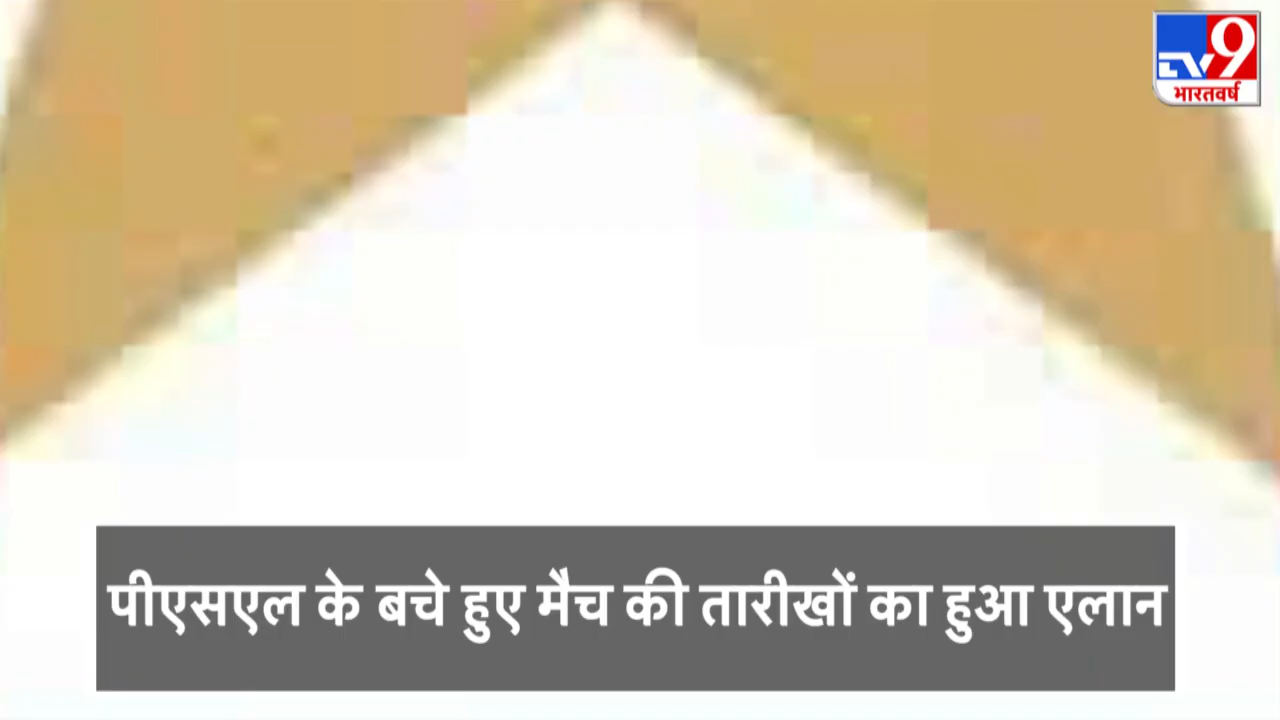 TV9
भारतवर्ष
पीएसएल के बचे हुए मैच की तारीखों का हुआ एलान